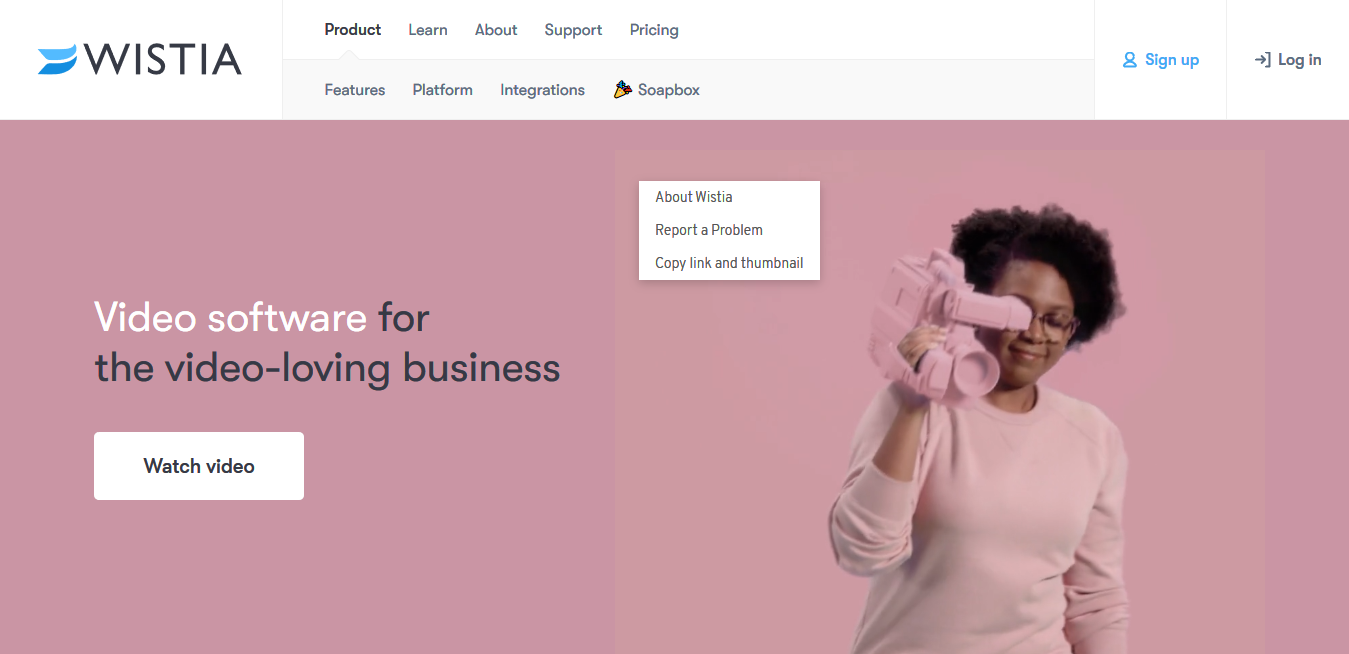 WISTIA
Product Learn About Support Pricing
Features Platform Integrations Soapbox
Sign up
Log in
About Wistia
Report a Problem
Copy link and thumbnail
Video software for
the video-loving business
Watch video